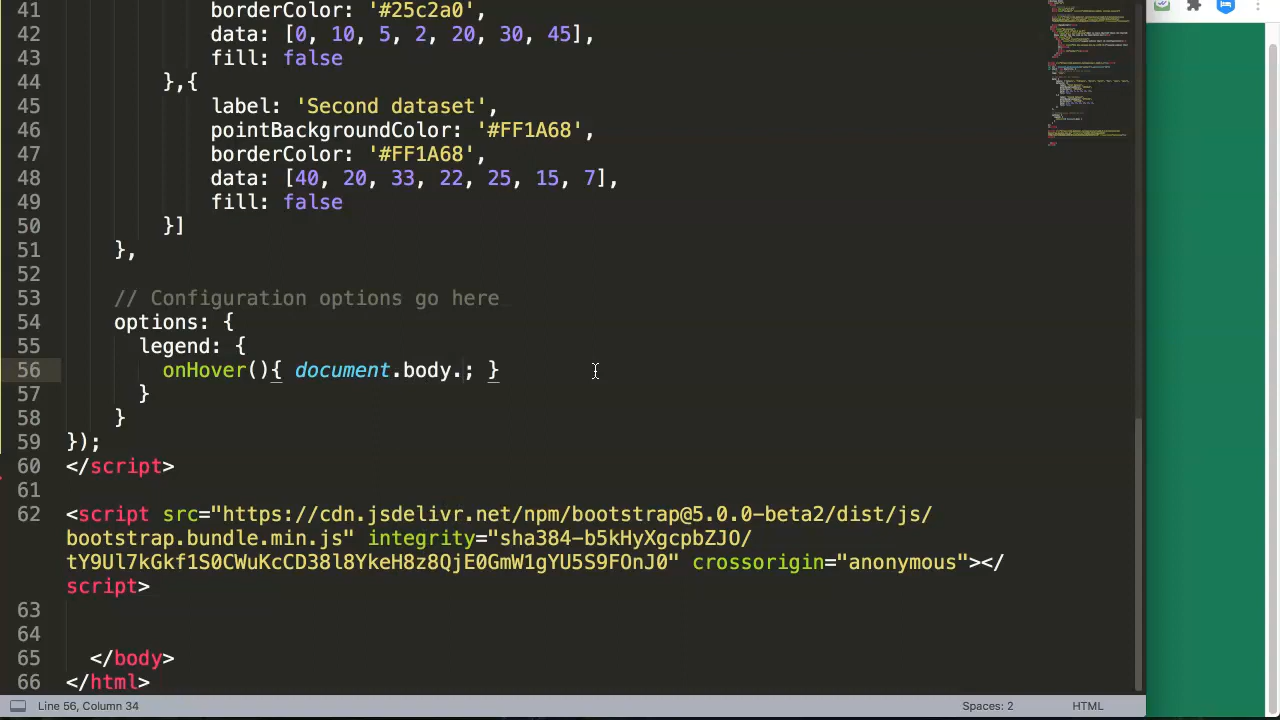 41 borderColor: '#25c2a0',
42 data: [0, 10, 5, 2, 20, 30, 45],
43 fill: false
44 },{
45 label: 'Second dataset',
46 pointBackgroundColor: '#FF1A68',
47 borderColor: '#FF1A68',
48 data: [40, 20, 33, 22, 25, 15, 7],
49 fill: false
50 }]
51 },
52
53 // Configuration options go here
54 options: {
55 legend: {
56 onHover(){ document.body.; }
57 }
58 }
59 });
60 </script>
61
62 <script src="https://cdn.jsdelivr.net/npm/bootstrap@5.0.0-beta2/dist/js/
bootstrap.bundle.min.js" integrity="sha384-b5kHyXgcpbZJO/
tY9Ul7kGkf1S0CWuKcCD38l8YkeH8z8QjE0GmW1gYU5S9FOnJ0" crossorigin="anonymous"></
script>
63
64
65 </body>
66 </html>
Line 56, Column 34
Spaces: 2
HTML